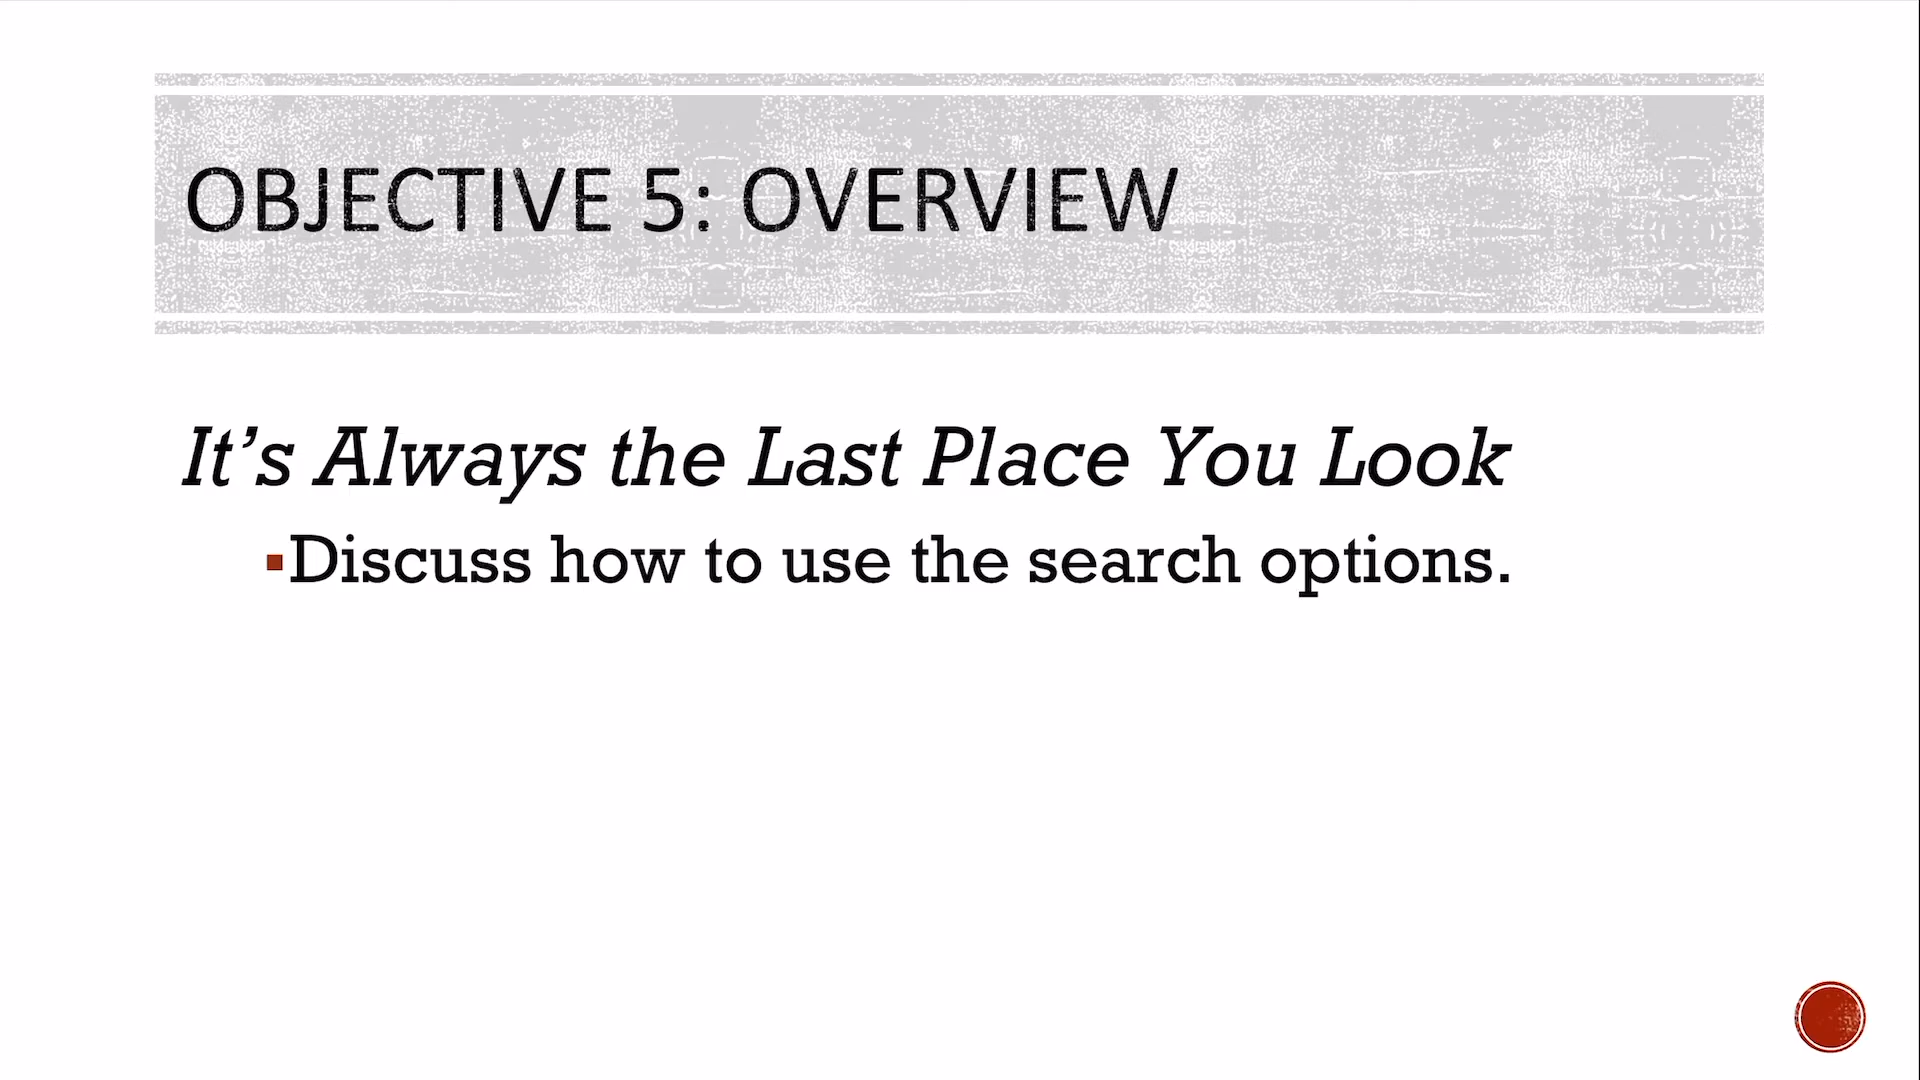 OBJECTIVE 5: OVERVIEW
It’s Always the Last Place You Look
▪Discuss how to use the search options.